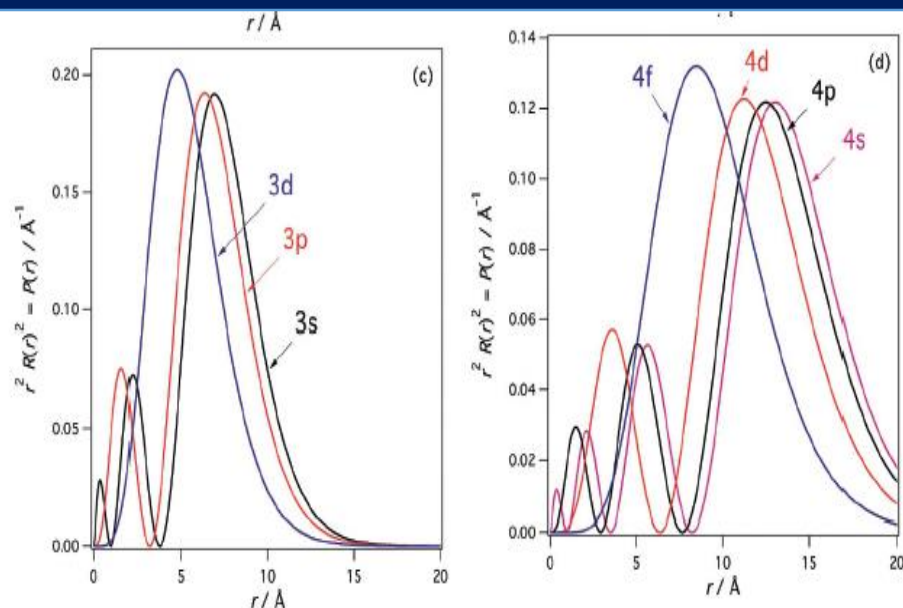 r / Å
(c)
0.20
0.15
0.10
0.05
0.00
3d
3p
3s
r² R(r)² = P(r) / Å⁻¹
0 5 10 15 20
r / Å
(d)
0.14
0.12
0.10
0.08
0.06
0.04
0.02
0.00
4f
4d
4p
4s
r² R(r)² = P(r) / Å⁻¹
0 5 10 15 20
r / Å